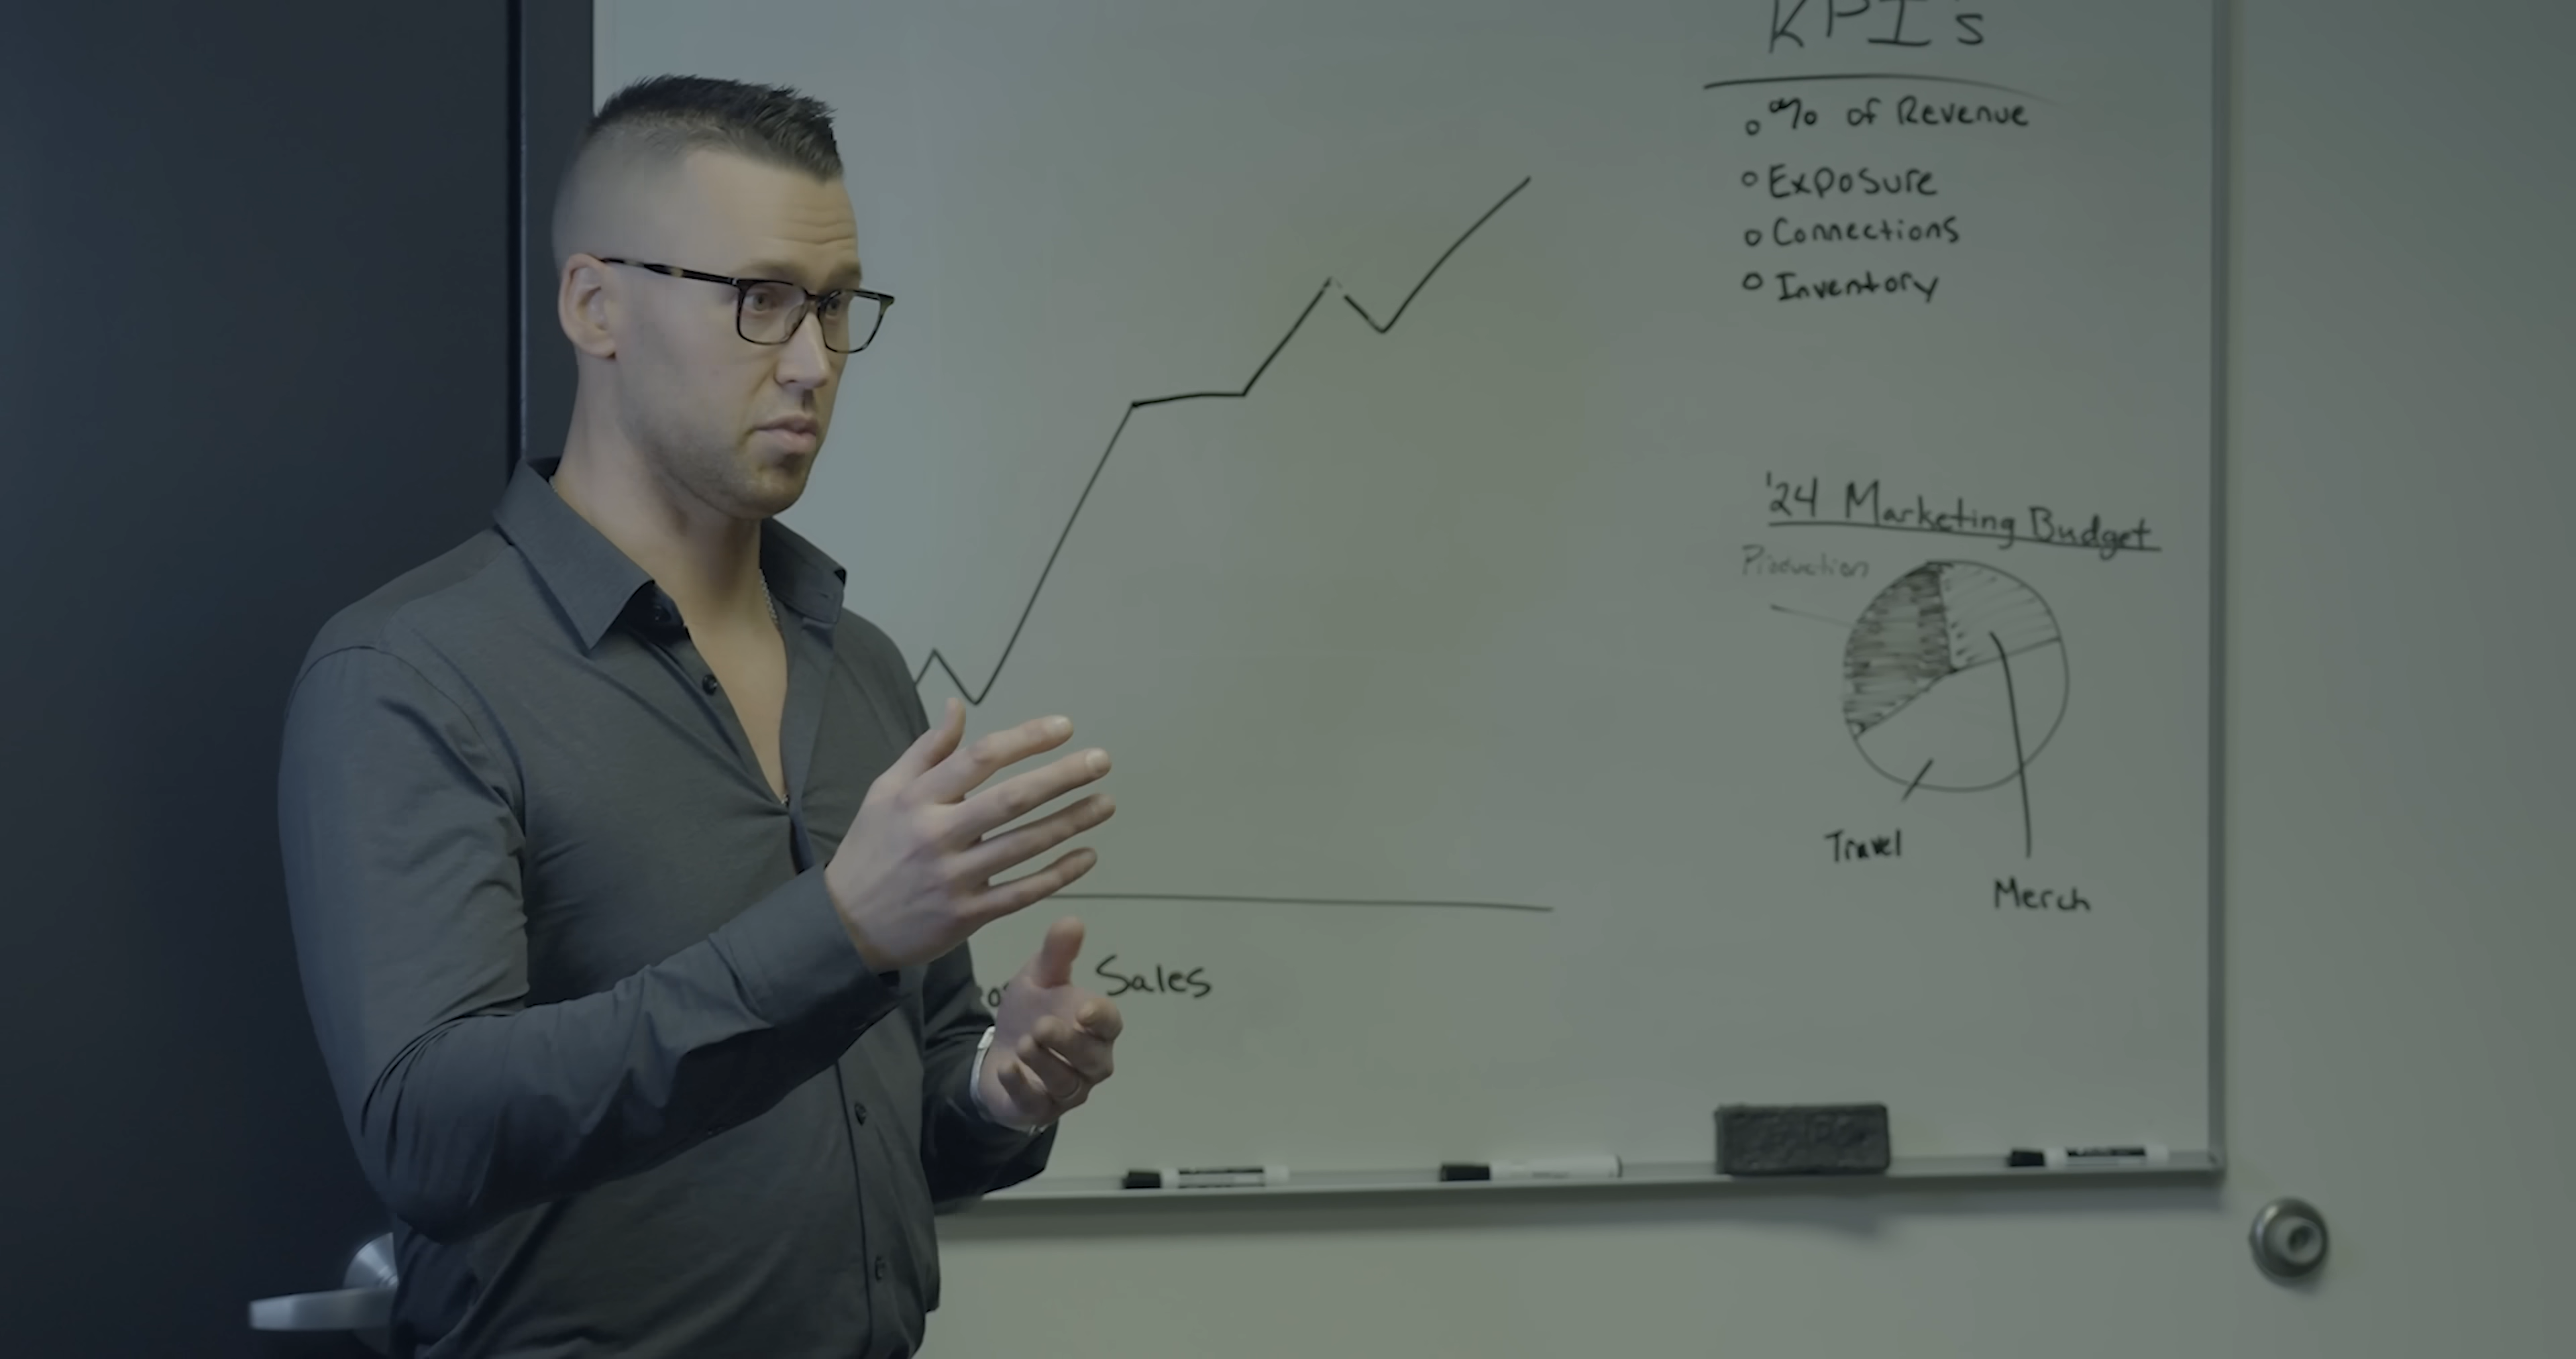 KPI's
% of Revenue
Exposure
Connections
Inventory
'24 Marketing Budget
Production
Travel
Merch
Sales